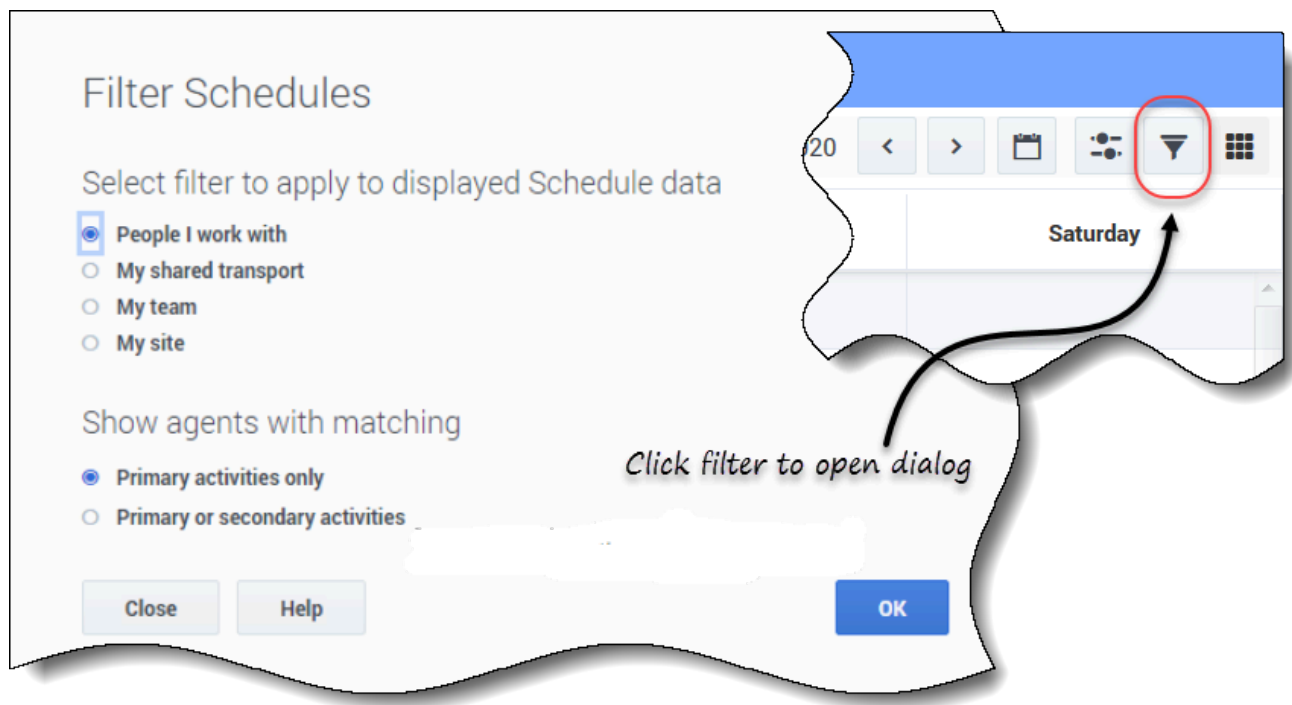 Filter Schedules
Select filter to apply to displayed Schedule data
People I work with
My shared transport
My team
My site
Show agents with matching
Primary activities only
Primary or secondary activities
Close
Help
OK
20
Saturday
Click filter to open dialog